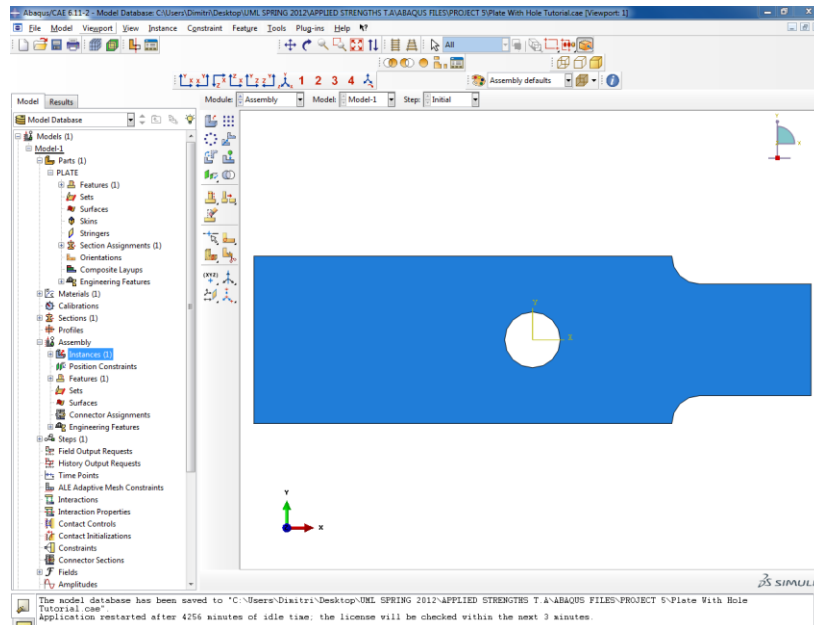 Abaqus/CAE 6.11-2 - Model Database: C:\Users\Dimitri\Desktop\UML SPRING 2012\APPLIED STRENGTHS T.A\ABAQUS FILES\PROJECT 5\Plate With Hole Tutorial.cae [Viewport: 1]
File Model Viewport View Instance Constraint Feature Tools Plug-ins Help
All
1 2 3 4 Assembly defaults
Model Results Module: Assembly Model: Model-1 Step: Initial
Model Database
Models (1)
Model-1
Parts (1)
PLATE
Features (1)
Sets
Surfaces
Skins
Stringers
Section Assignments (1)
Orientations
Composite Layups
Engineering Features
Materials (1)
Calibrations
Sections (1)
Profiles
Assembly
Instances (1)
Position Constraints
Features (1)
Sets
Surfaces
Connector Assignments
Engineering Features
Steps (1)
Field Output Requests
History Output Requests
Time Points
ALE Adaptive Mesh Constraints
Interactions
Interaction Properties
Contact Controls
Contact Initializations
Constraints
Connector Sections
Fields
Amplitudes
(XYZ)
Y
X
Y
X
Y
X
SIMULI
The model database has been saved to "C:\Users\Dimitri\Desktop\UML SPRING 2012\APPLIED STRENGTHS T.A\ABAQUS FILES\PROJECT 5\Plate With Hole
Tutorial.cae".
Application restarted after 4256 minutes of idle time; the license will be checked within the next 3 minutes.